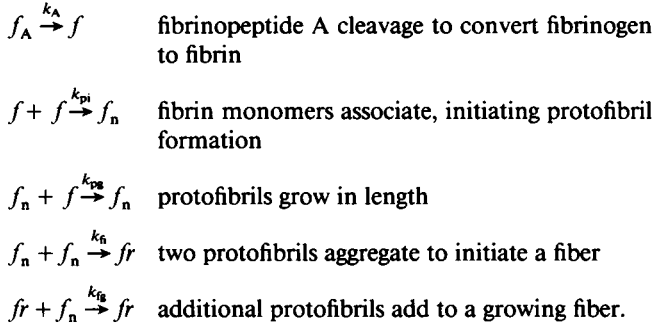 f_A →^{k_A} f fibrinopeptide A cleavage to convert fibrinogen
to fibrin
f + f →^{k_pi} f_n fibrin monomers associate, initiating protofibril
formation
f_n + f →^{k_pg} f_n protofibrils grow in length
f_n + f_n →^{k_fi} fr two protofibrils aggregate to initiate a fiber
fr + f_n →^{k_fg} fr additional protofibrils add to a growing fiber.